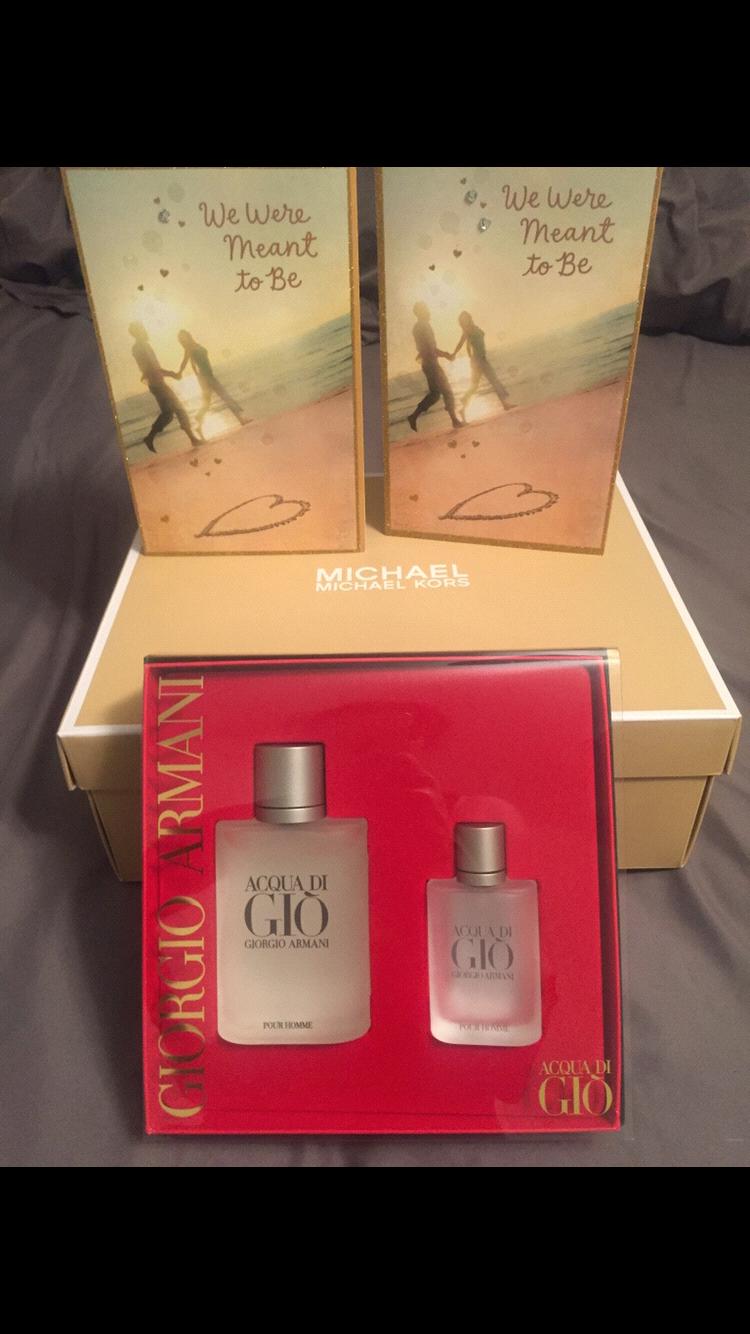 We Were
Meant
to Be
We Were
Meant
to Be
MICHAEL
MICHAEL KORS
GIORGIO ARMANI
ACQUA DI
GIÒ
GIORGIO ARMANI
POUR HOMME
ACQUA DI
GIÒ
GIORGIO ARMANI
POUR HOMME
ACQUA DI
GIÒ